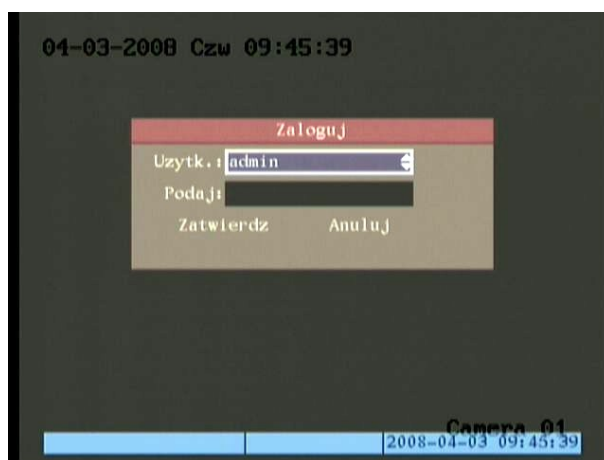 04-03-2008 Czw 09:45:39
Zaloguj
Uzytk.: admin
Podaj:
Zatwierdz Anuluj
Camera 01
2008-04-03 09:45:39